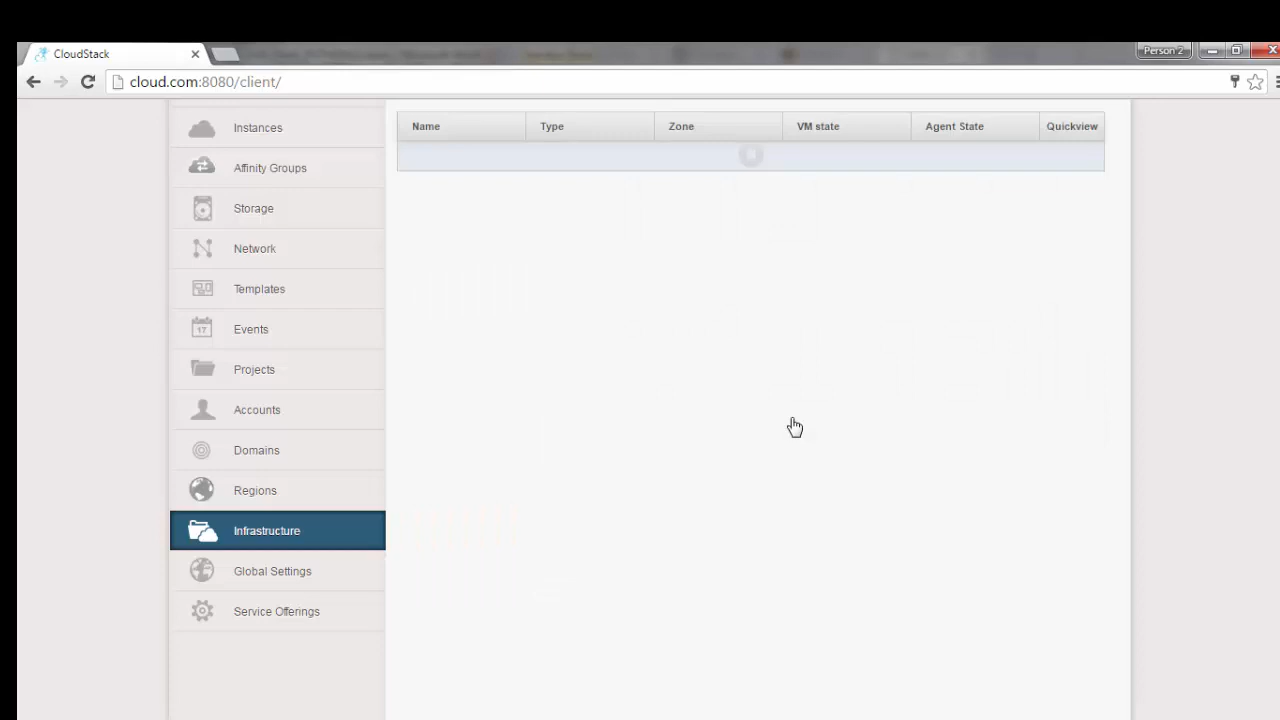 CloudStack
Person 2
cloud.com:8080/client/
Instances
Affinity Groups
Storage
Network
Templates
17
Events
Projects
Accounts
Domains
Regions
Infrastructure
Global Settings
Service Offerings
Name Type Zone VM state Agent State Quickview